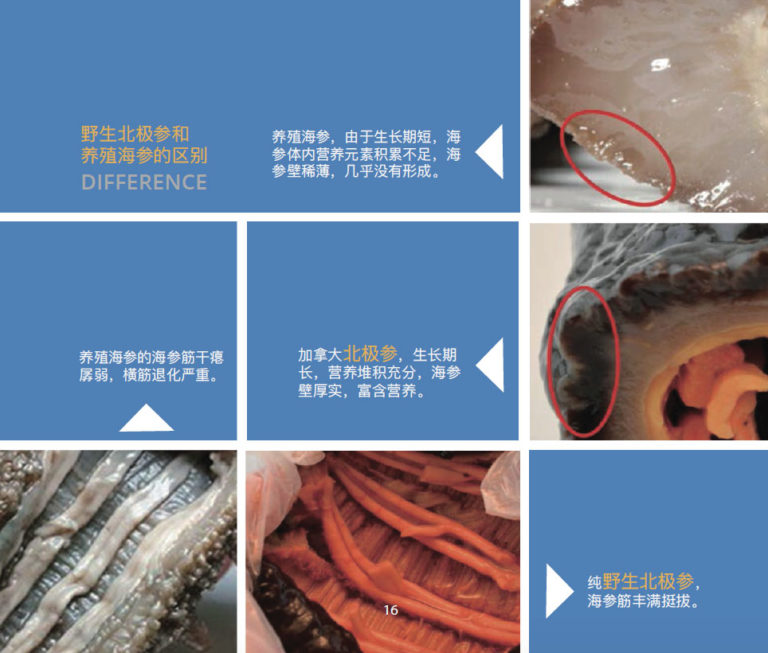 野生北极参和
养殖海参的区别
DIFFERENCE
养殖海参，由于生长期短，海
参体内营养元素积累不足，海
参壁稀薄，几乎没有形成。
养殖海参的海参筋干瘪
孱弱，横筋退化严重。
加拿大北极参，生长期
长，营养堆积充分，海参
壁厚实，富含营养。
16
纯野生北极参，
海参筋丰满挺拔。